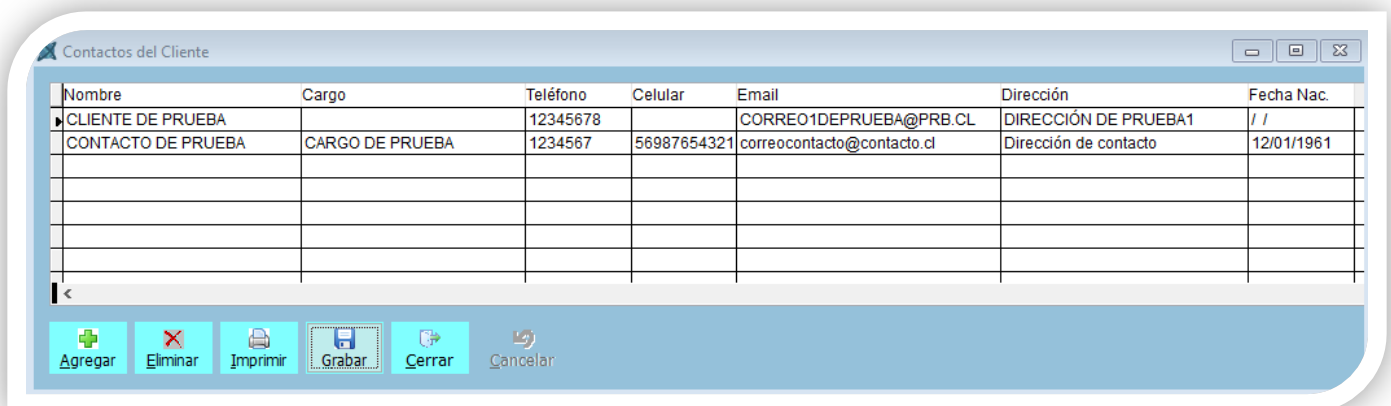 Contactos del Cliente
Nombre Cargo Teléfono Celular Email Dirección Fecha Nac.
CLIENTE DE PRUEBA 12345678 CORREO1DEPRUEBA@PRB.CL DIRECCIÓN DE PRUEBA1 / /
CONTACTO DE PRUEBA CARGO DE PRUEBA 1234567 56987654321 correocontacto@contacto.cl Dirección de contacto 12/01/1961
Agregar Eliminar Imprimir Grabar Cerrar Cancelar